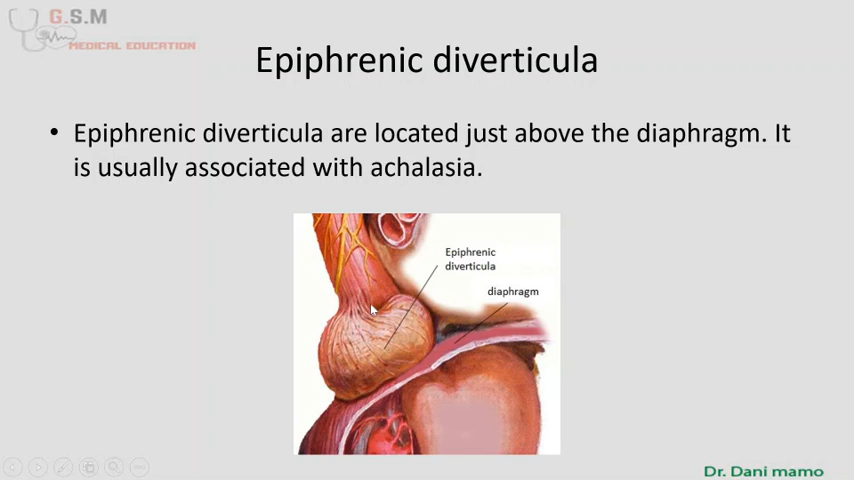 G.S.M
MEDICAL EDUCATION
Epiphrenic diverticula
• Epiphrenic diverticula are located just above the diaphragm. It
is usually associated with achalasia.
Epiphrenic
diverticula
diaphragm
Dr. Dani mamo